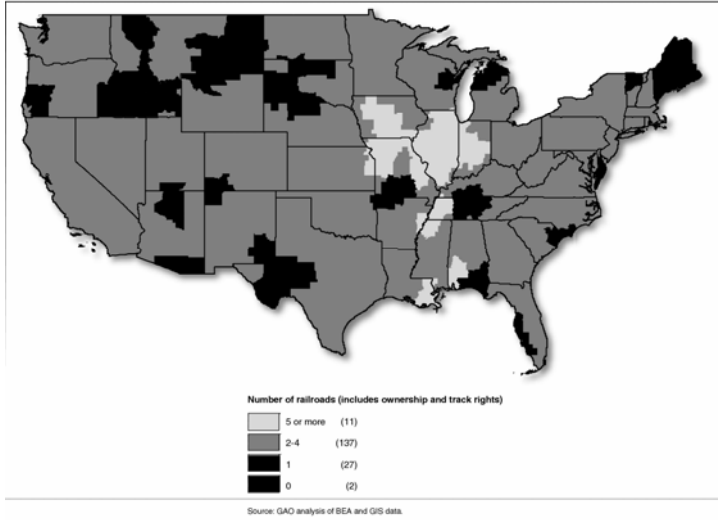 Number of railroads (includes ownership and track rights)
5 or more (11)
2-4 (137)
1 (27)
0 (2)
Source: GAO analysis of BEA and GIS data.